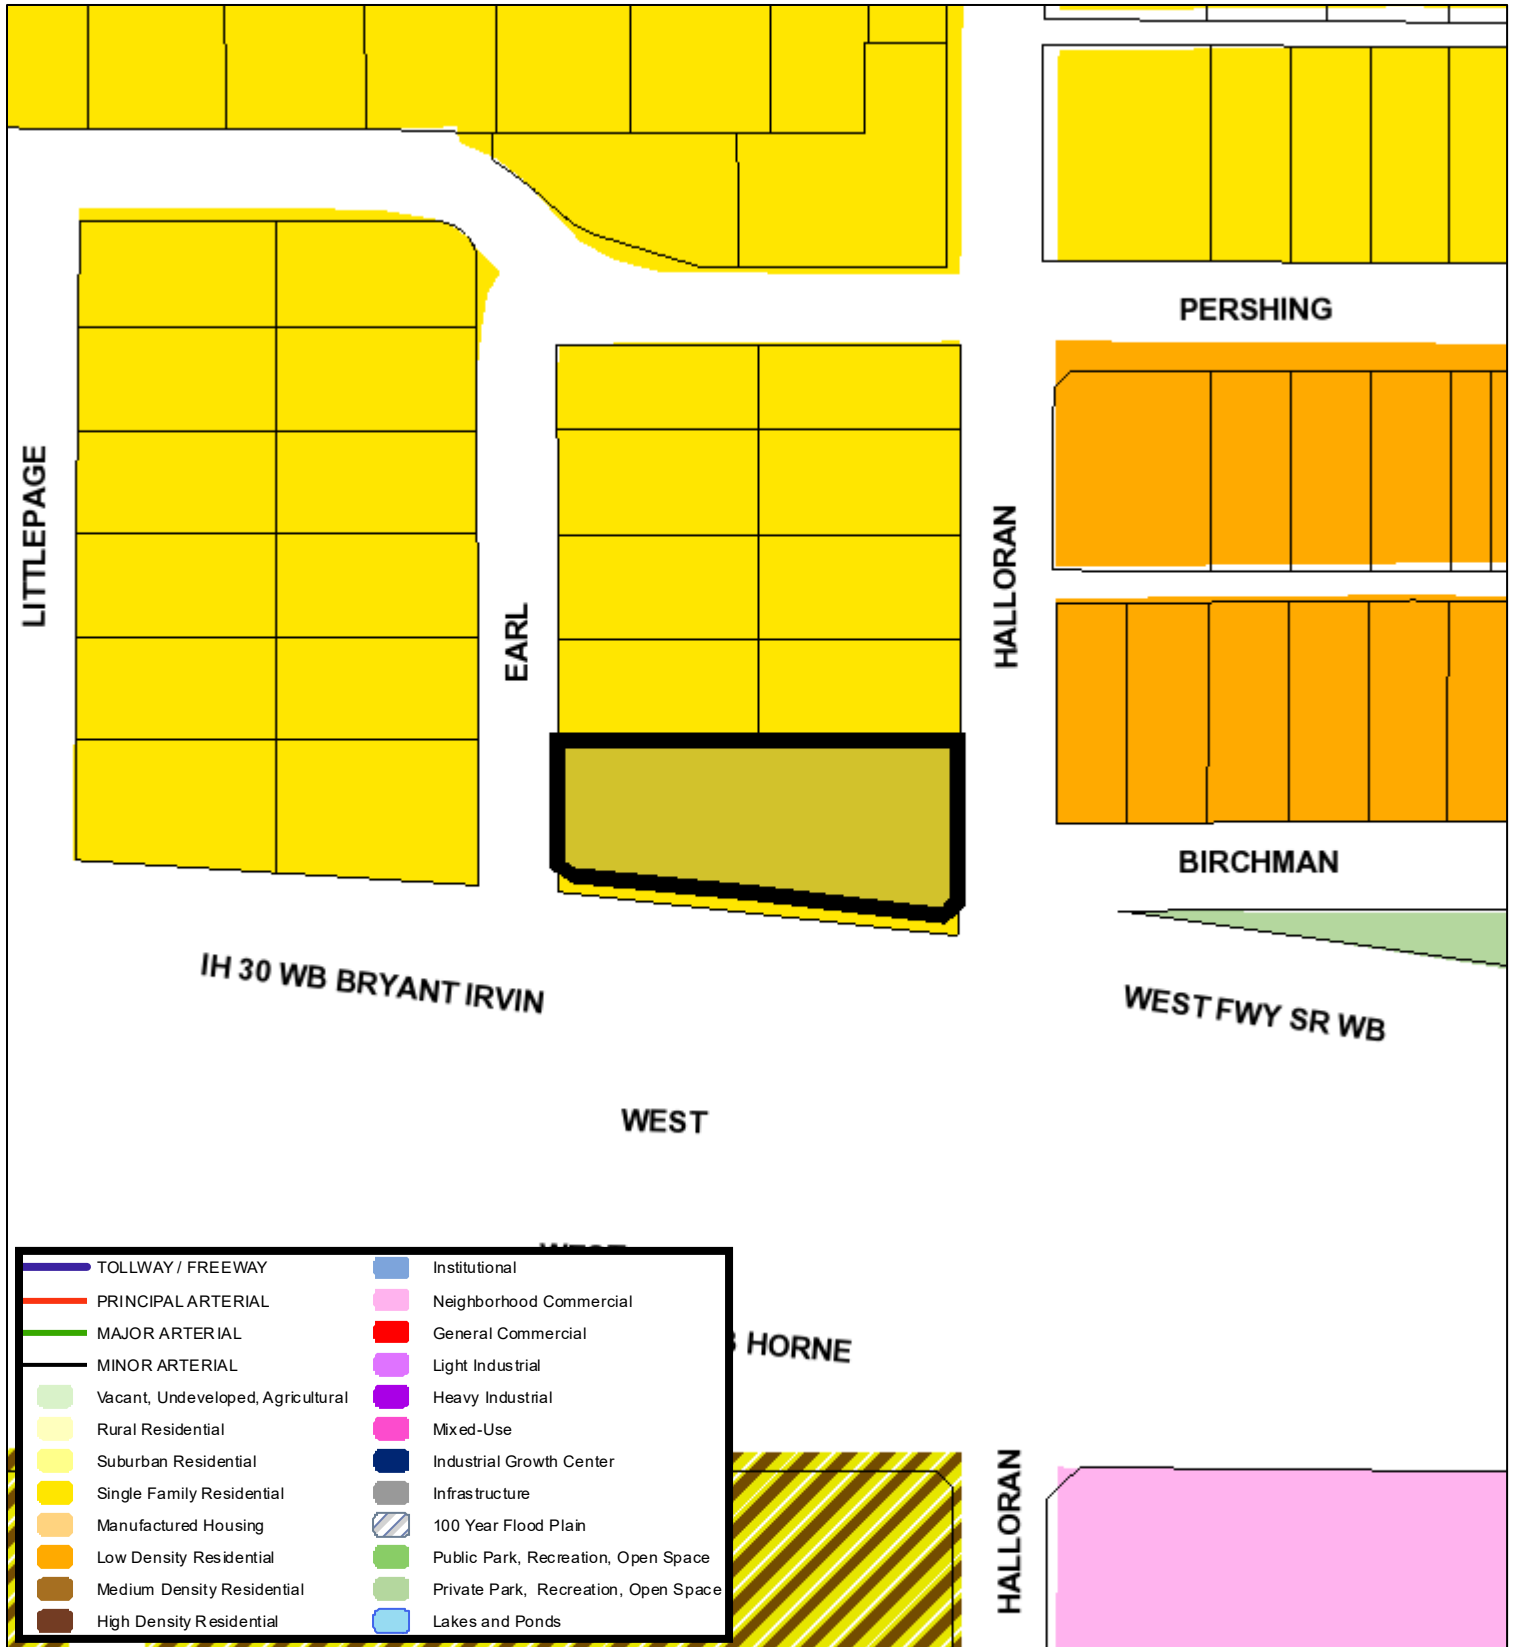 PERSHING
LITTLEPAGE
EARL
HALLORAN
BIRCHMAN
IH 30 WB BRYANT IRVIN
WEST FWY SR WB
WEST
HORNE
HALLORAN
TOLLWAY / FREEWAY
PRINCIPAL ARTERIAL
MAJOR ARTERIAL
MINOR ARTERIAL
Vacant, Undeveloped, Agricultural
Rural Residential
Suburban Residential
Single Family Residential
Manufactured Housing
Low Density Residential
Medium Density Residential
High Density Residential
Institutional
Neighborhood Commercial
General Commercial
Light Industrial
Heavy Industrial
Mixed-Use
Industrial Growth Center
Infrastructure
100 Year Flood Plain
Public Park, Recreation, Open Space
Private Park, Recreation, Open Space
Lakes and Ponds